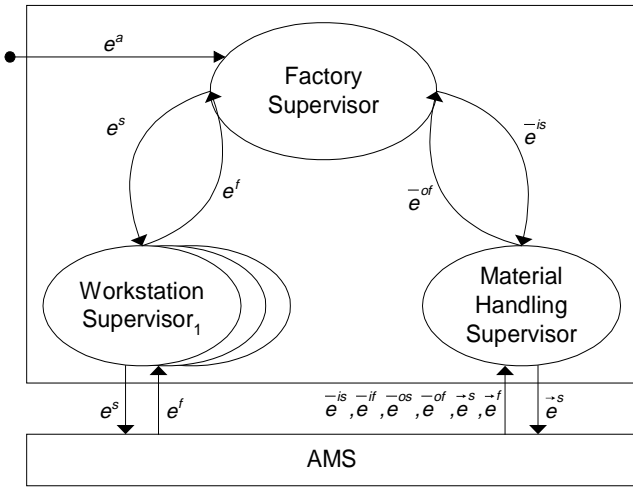 e^a
Factory
Supervisor
e^s
e^f
e̅^of
e̅^is
Workstation
Supervisor₁
Material
Handling
Supervisor
e^s
e^f
e̅^is, e̅^if, e̅^os, e̅^of, e⃗^s, e⃗^f
e⃗^s
AMS